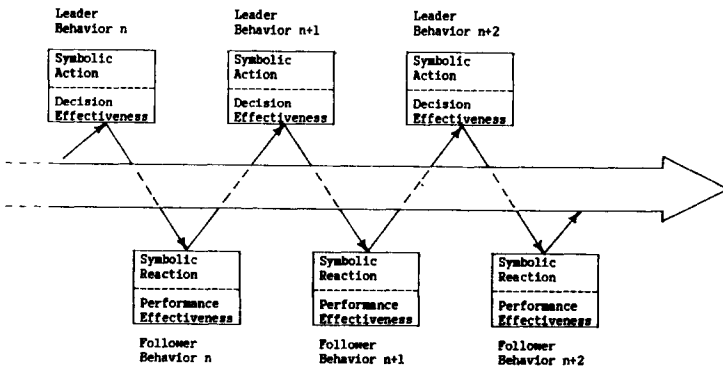 Leader
Behavior n
Leader
Behavior n+1
Leader
Behavior n+2
Symbolic
Action
Decision
Effectiveness
Symbolic
Action
Decision
Effectiveness
Symbolic
Action
Decision
Effectiveness
Symbolic
Reaction
Performance
Effectiveness
Symbolic
Reaction
Performance
Effectiveness
Symbolic
Reaction
Performance
Effectiveness
Follower
Behavior n
Follower
Behavior n+1
Follower
Behavior n+2